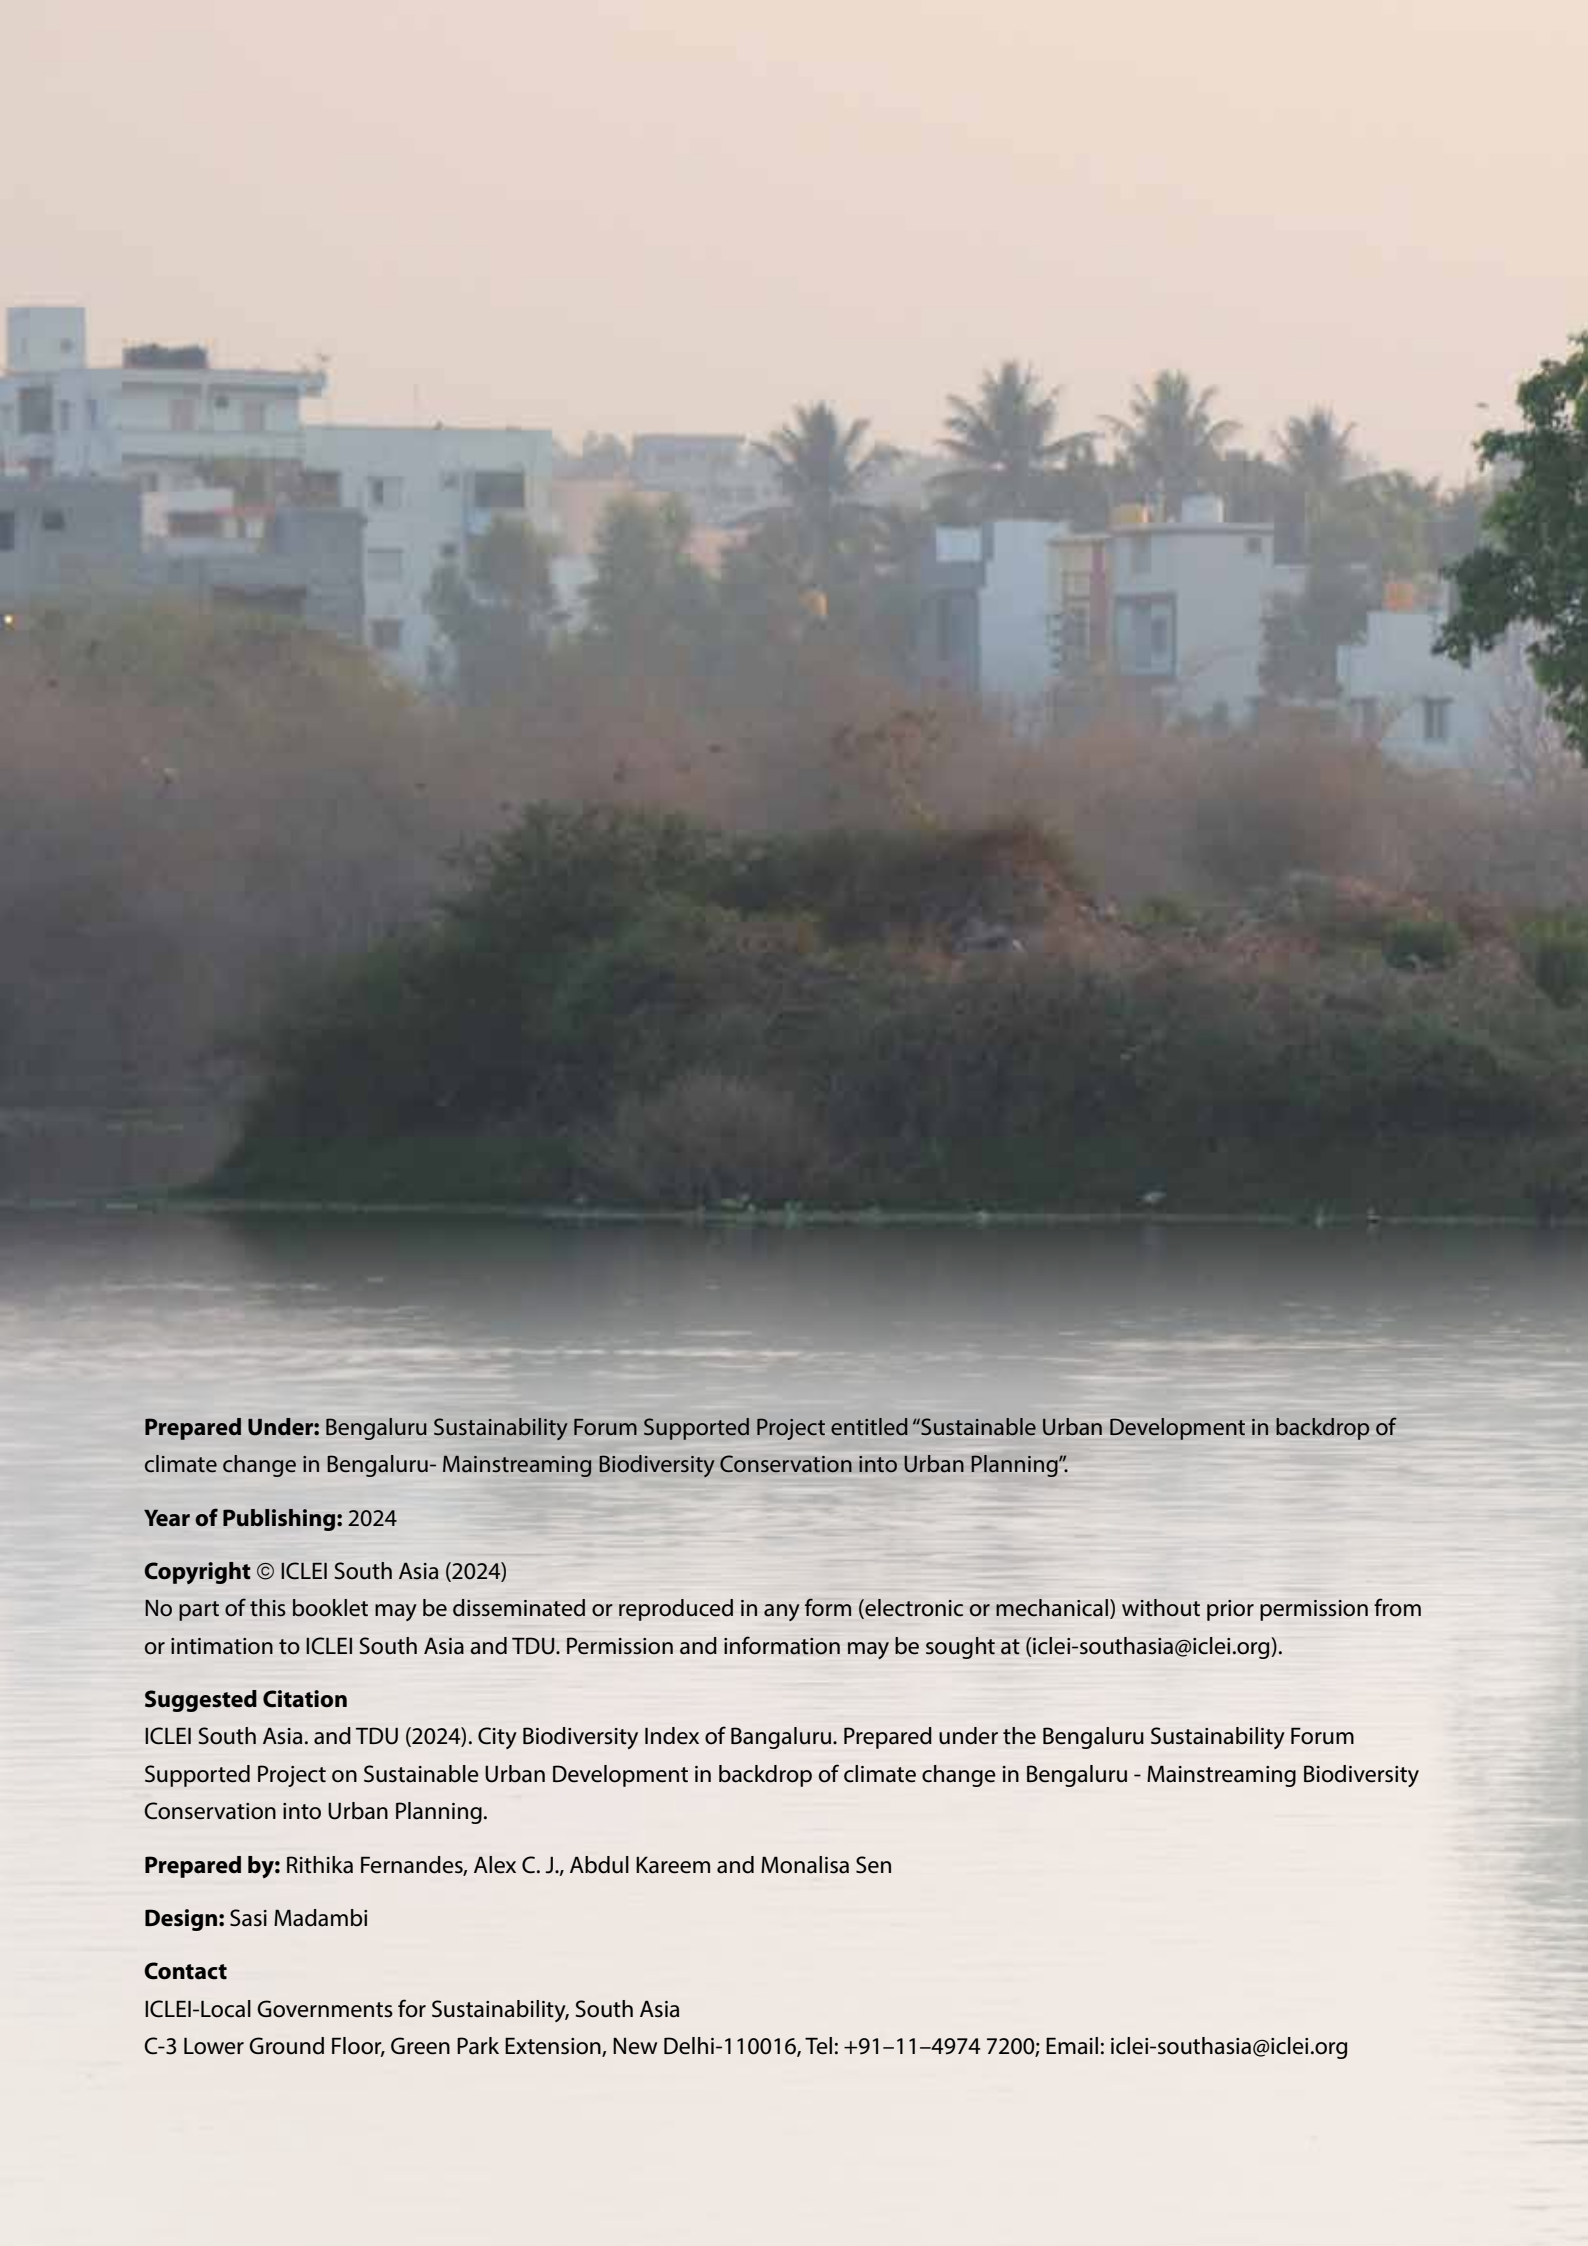 Prepared Under: Bengaluru Sustainability Forum Supported Project entitled “Sustainable Urban Development in backdrop of
climate change in Bengaluru- Mainstreaming Biodiversity Conservation into Urban Planning”.
Year of Publishing: 2024
Copyright © ICLEI South Asia (2024)
No part of this booklet may be disseminated or reproduced in any form (electronic or mechanical) without prior permission from
or intimation to ICLEI South Asia and TDU. Permission and information may be sought at (iclei-southasia@iclei.org).
Suggested Citation
ICLEI South Asia. and TDU (2024). City Biodiversity Index of Bangaluru. Prepared under the Bengaluru Sustainability Forum
Supported Project on Sustainable Urban Development in backdrop of climate change in Bengaluru - Mainstreaming Biodiversity
Conservation into Urban Planning.
Prepared by: Rithika Fernandes, Alex C. J., Abdul Kareem and Monalisa Sen
Design: Sasi Madambi
Contact
ICLEI-Local Governments for Sustainability, South Asia
C-3 Lower Ground Floor, Green Park Extension, New Delhi-110016, Tel: +91–11–4974 7200; Email: iclei-southasia@iclei.org